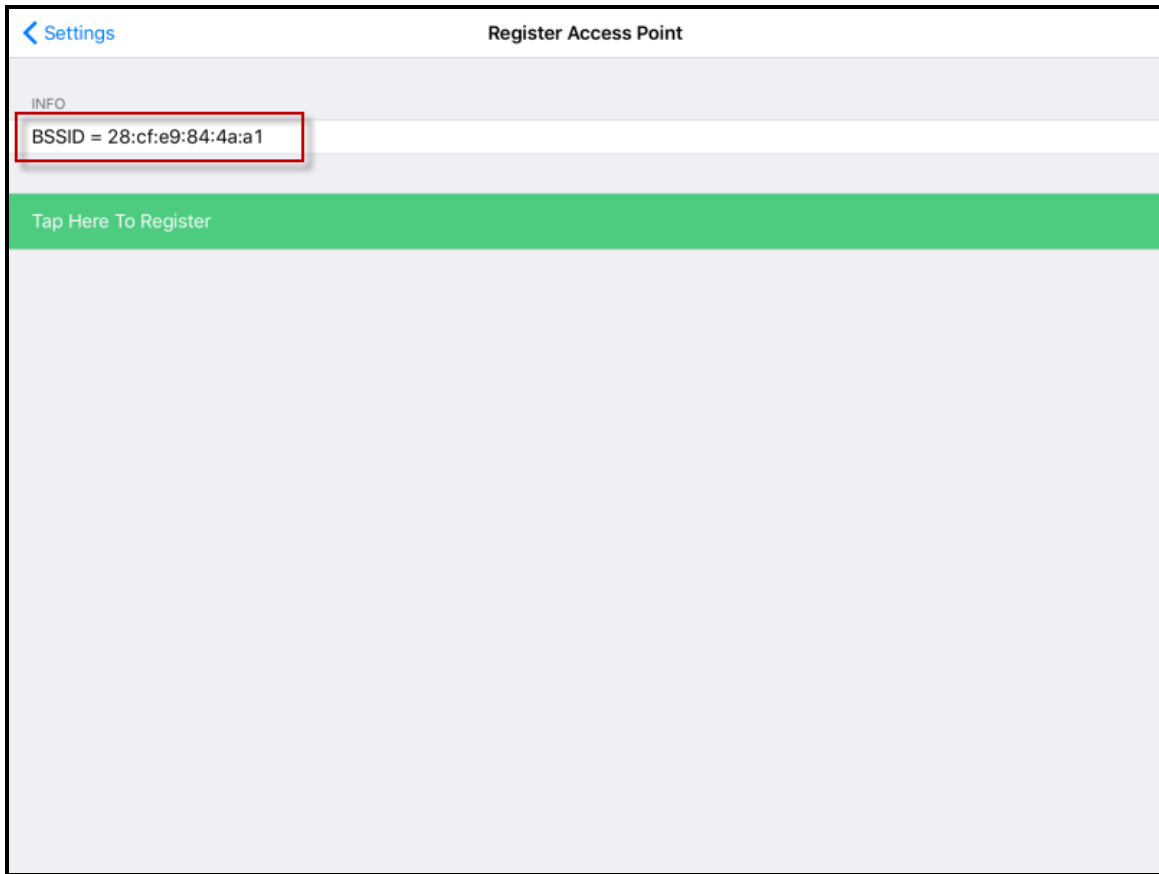 Settings
Register Access Point
INFO
BSSID = 28:cf:e9:84:4a:a1
Tap Here To Register